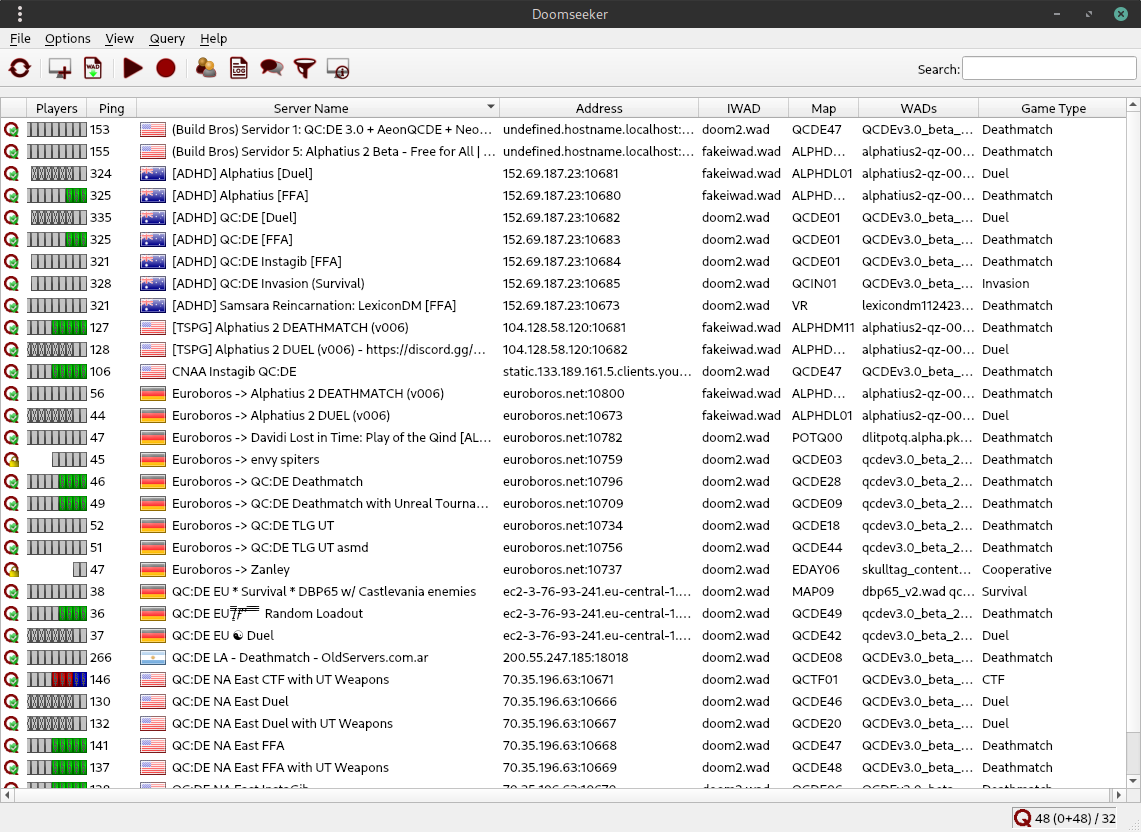 Doomseeker
File Options View Query Help
WAD LOG Search:
Players Ping Server Name Address IWAD Map WADs Game Type
153 (Build Bros) Servidor 1: QC:DE 3.0 + AeonQCDE + Neo... undefined.hostname.localhost:... doom2.wad QCDE47 QCDEv3.0_beta_... Deathmatch
155 (Build Bros) Servidor 5: Alphatius 2 Beta - Free for All | ... undefined.hostname.localhost:... fakeiwad.wad ALPHD... alphatius2-qz-00... Deathmatch
324 [ADHD] Alphatius [Duel] 152.69.187.23:10681 fakeiwad.wad ALPHDL01 alphatius2-qz-00... Duel
325 [ADHD] Alphatius [FFA] 152.69.187.23:10680 fakeiwad.wad ALPHD... alphatius2-qz-00... Deathmatch
335 [ADHD] QC:DE [Duel] 152.69.187.23:10682 doom2.wad QCDE01 QCDEv3.0_beta_... Duel
325 [ADHD] QC:DE [FFA] 152.69.187.23:10683 doom2.wad QCDE01 QCDEv3.0_beta_... Deathmatch
321 [ADHD] QC:DE Instagib [FFA] 152.69.187.23:10684 doom2.wad QCDE01 QCDEv3.0_beta_... Deathmatch
328 [ADHD] QC:DE Invasion (Survival) 152.69.187.23:10685 doom2.wad QCIN01 QCDEv3.0_beta_... Invasion
321 [ADHD] Samsara Reincarnation: LexiconDM [FFA] 152.69.187.23:10673 doom2.wad VR lexicondm112423... Deathmatch
127 [TSPG] Alphatius 2 DEATHMATCH (v006) 104.128.58.120:10681 fakeiwad.wad ALPHDM11 alphatius2-qz-00... Deathmatch
128 [TSPG] Alphatius 2 DUEL (v006) - https://discord.gg/... 104.128.58.120:10682 fakeiwad.wad ALPHD... alphatius2-qz-00... Duel
106 CNAA Instagib QC:DE static.133.189.161.5.clients.you... doom2.wad QCDE47 QCDEv3.0_beta_... Deathmatch
56 Euroboros -> Alphatius 2 DEATHMATCH (v006) euroboros.net:10800 fakeiwad.wad ALPHD... alphatius2-qz-00... Deathmatch
44 Euroboros -> Alphatius 2 DUEL (v006) euroboros.net:10673 fakeiwad.wad ALPHDL01 alphatius2-qz-00... Duel
47 Euroboros -> Davidi Lost in Time: Play of the Qind [AL... euroboros.net:10782 doom2.wad POTQ00 dlitpotq.alpha.pk... Deathmatch
45 Euroboros -> envy spiters euroboros.net:10759 doom2.wad QCDE03 qcdev3.0_beta_2... Deathmatch
46 Euroboros -> QC:DE Deathmatch euroboros.net:10796 doom2.wad QCDE28 qcdev3.0_beta_2... Deathmatch
49 Euroboros -> QC:DE Deathmatch with Unreal Tourna... euroboros.net:10709 doom2.wad QCDE09 qcdev3.0_beta_2... Deathmatch
52 Euroboros -> QC:DE TLG UT euroboros.net:10734 doom2.wad QCDE18 qcdev3.0_beta_2... Deathmatch
51 Euroboros -> QC:DE TLG UT asmd euroboros.net:10756 doom2.wad QCDE44 qcdev3.0_beta_2... Deathmatch
47 Euroboros -> Zanley euroboros.net:10737 doom2.wad EDAY06 skulltag_content... Cooperative
38 QC:DE EU * Survival * DBP65 w/ Castlevania enemies ec2-3-76-93-241.eu-central-1.... doom2.wad MAP09 dbp65_v2.wad qc... Survival
36 QC:DE EU Random Loadout ec2-3-76-93-241.eu-central-1.... doom2.wad QCDE49 qcdev3.0_beta_2... Deathmatch
37 QC:DE EU ☯ Duel ec2-3-76-93-241.eu-central-1.... doom2.wad QCDE42 qcdev3.0_beta_2... Duel
266 QC:DE LA - Deathmatch - OldServers.com.ar 200.55.247.185:18018 doom2.wad QCDE08 QCDEv3.0_beta_... Deathmatch
146 QC:DE NA East CTF with UT Weapons 70.35.196.63:10671 doom2.wad QCTF01 QCDEv3.0_beta_... CTF
130 QC:DE NA East Duel 70.35.196.63:10666 doom2.wad QCDE46 QCDEv3.0_beta_... Duel
132 QC:DE NA East Duel with UT Weapons 70.35.196.63:10667 doom2.wad QCDE20 QCDEv3.0_beta_... Duel
141 QC:DE NA East FFA 70.35.196.63:10668 doom2.wad QCDE47 QCDEv3.0_beta_... Deathmatch
137 QC:DE NA East FFA with UT Weapons 70.35.196.63:10669 doom2.wad QCDE48 QCDEv3.0_beta_... Deathmatch
48 (0+48) / 32